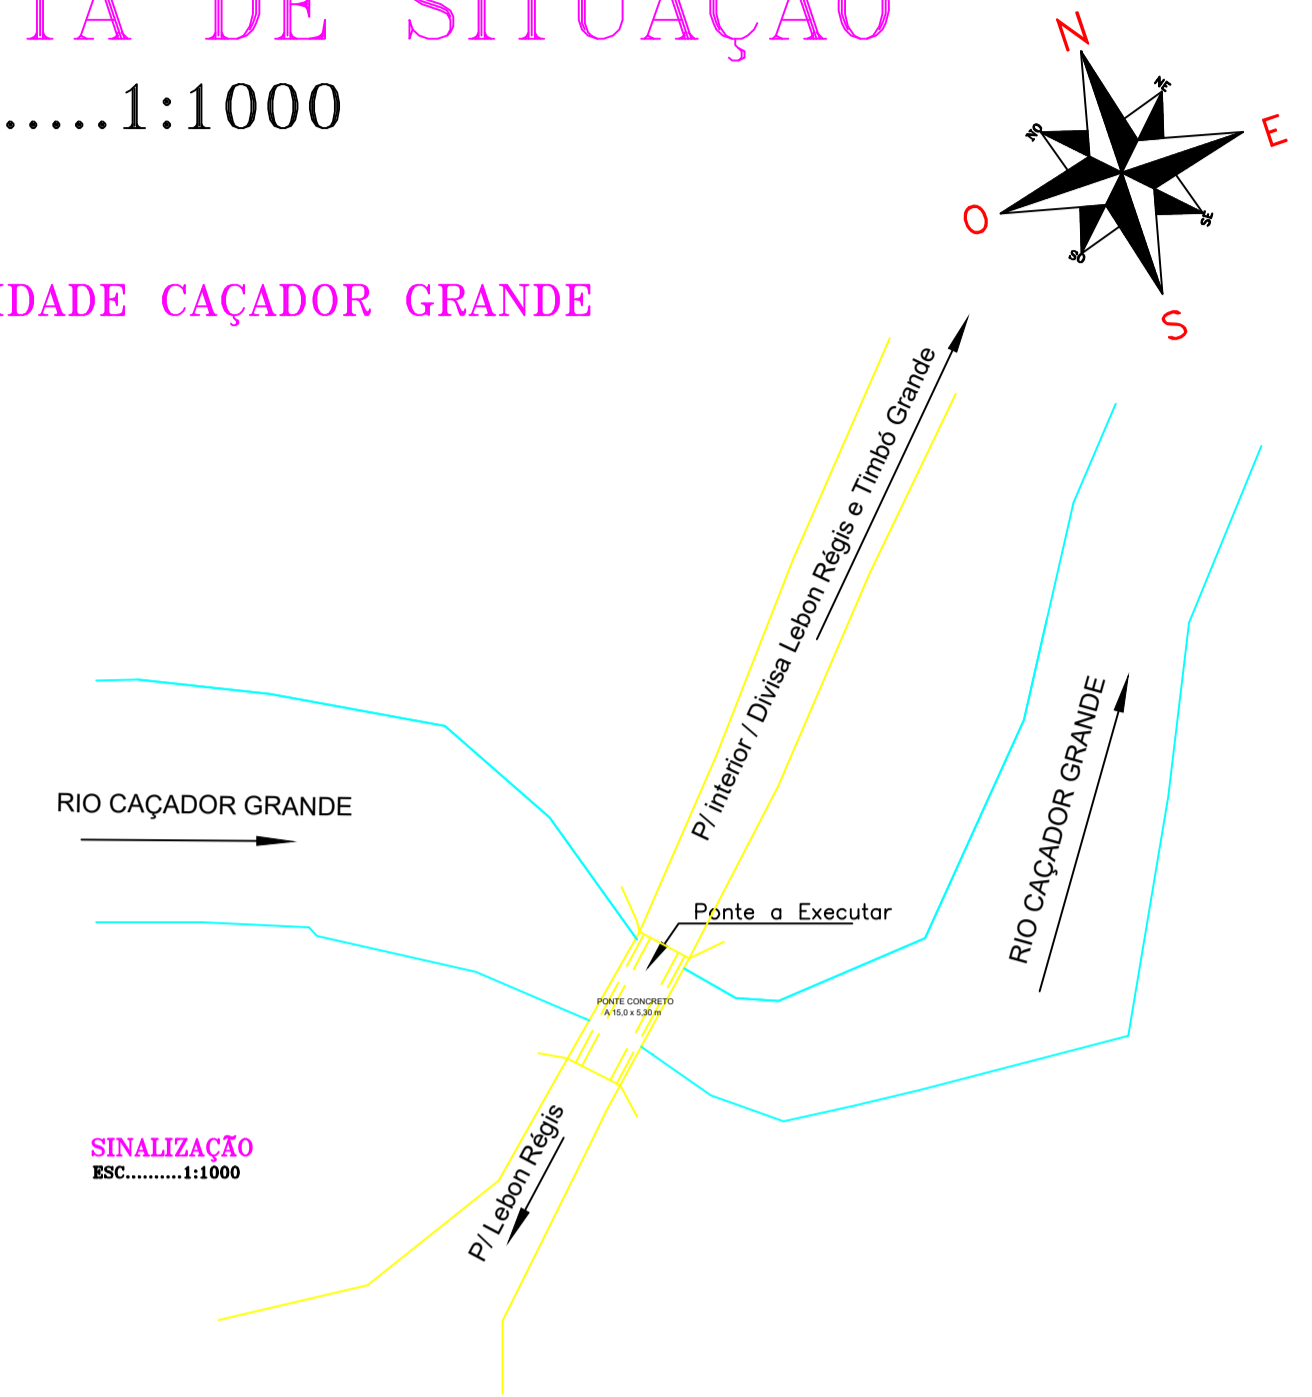 TA DE SITUAÇÃO
.....1:1000
N
NE
E
NO
O
SE
SO
S
IDADE CAÇADOR GRANDE
P/ interior / Divisa Lebon Régis e Timbó Grande
RIO CAÇADOR GRANDE
RIO CAÇADOR GRANDE
Ponte a Executar
PONTE CONCRETO
A 15,0 x 5,30 m
P/ Lebon Régis
SINALIZAÇÃO
ESC..........1:1000